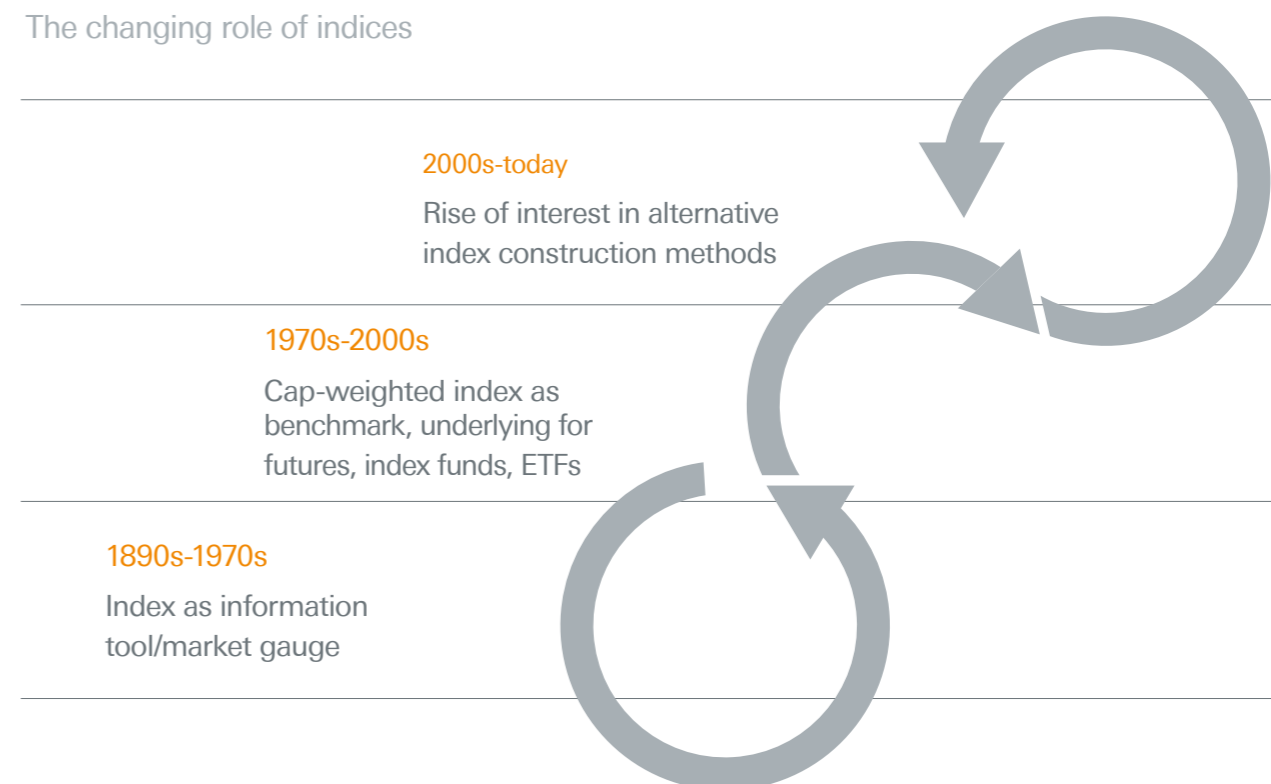 The changing role of indices
2000s-today
Rise of interest in alternative
index construction methods
1970s-2000s
Cap-weighted index as
benchmark, underlying for
futures, index funds, ETFs
1890s-1970s
Index as information
tool/market gauge